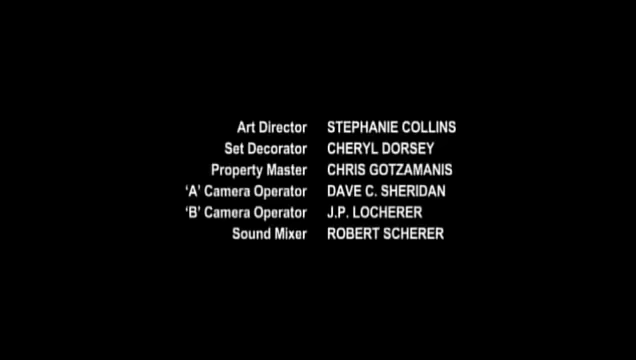 Art Director STEPHANIE COLLINS
Set Decorator CHERYL DORSEY
Property Master CHRIS GOTZAMANIS
‘A’ Camera Operator DAVE C. SHERIDAN
‘B’ Camera Operator J.P. LOCHERER
Sound Mixer ROBERT SCHERER